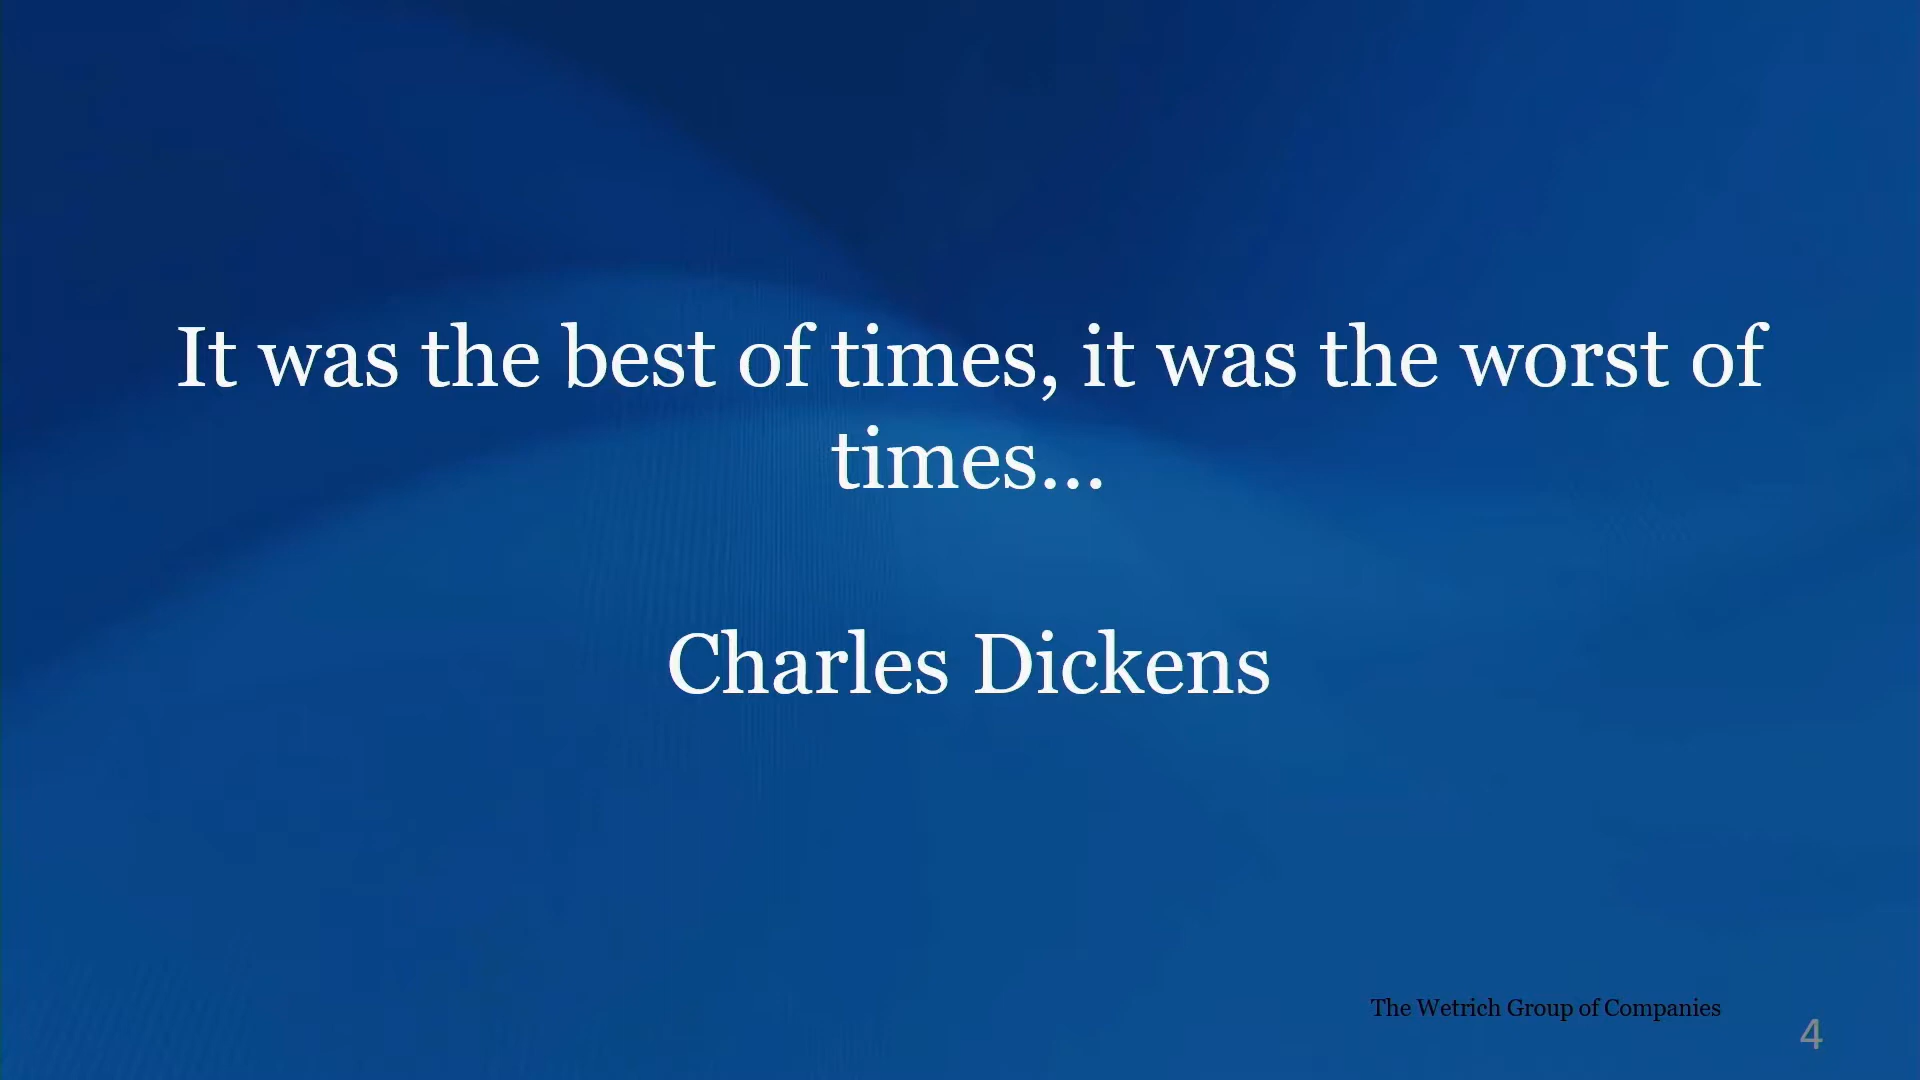 It was the best of times, it was the worst of
times...
Charles Dickens
The Wetrich Group of Companies
4